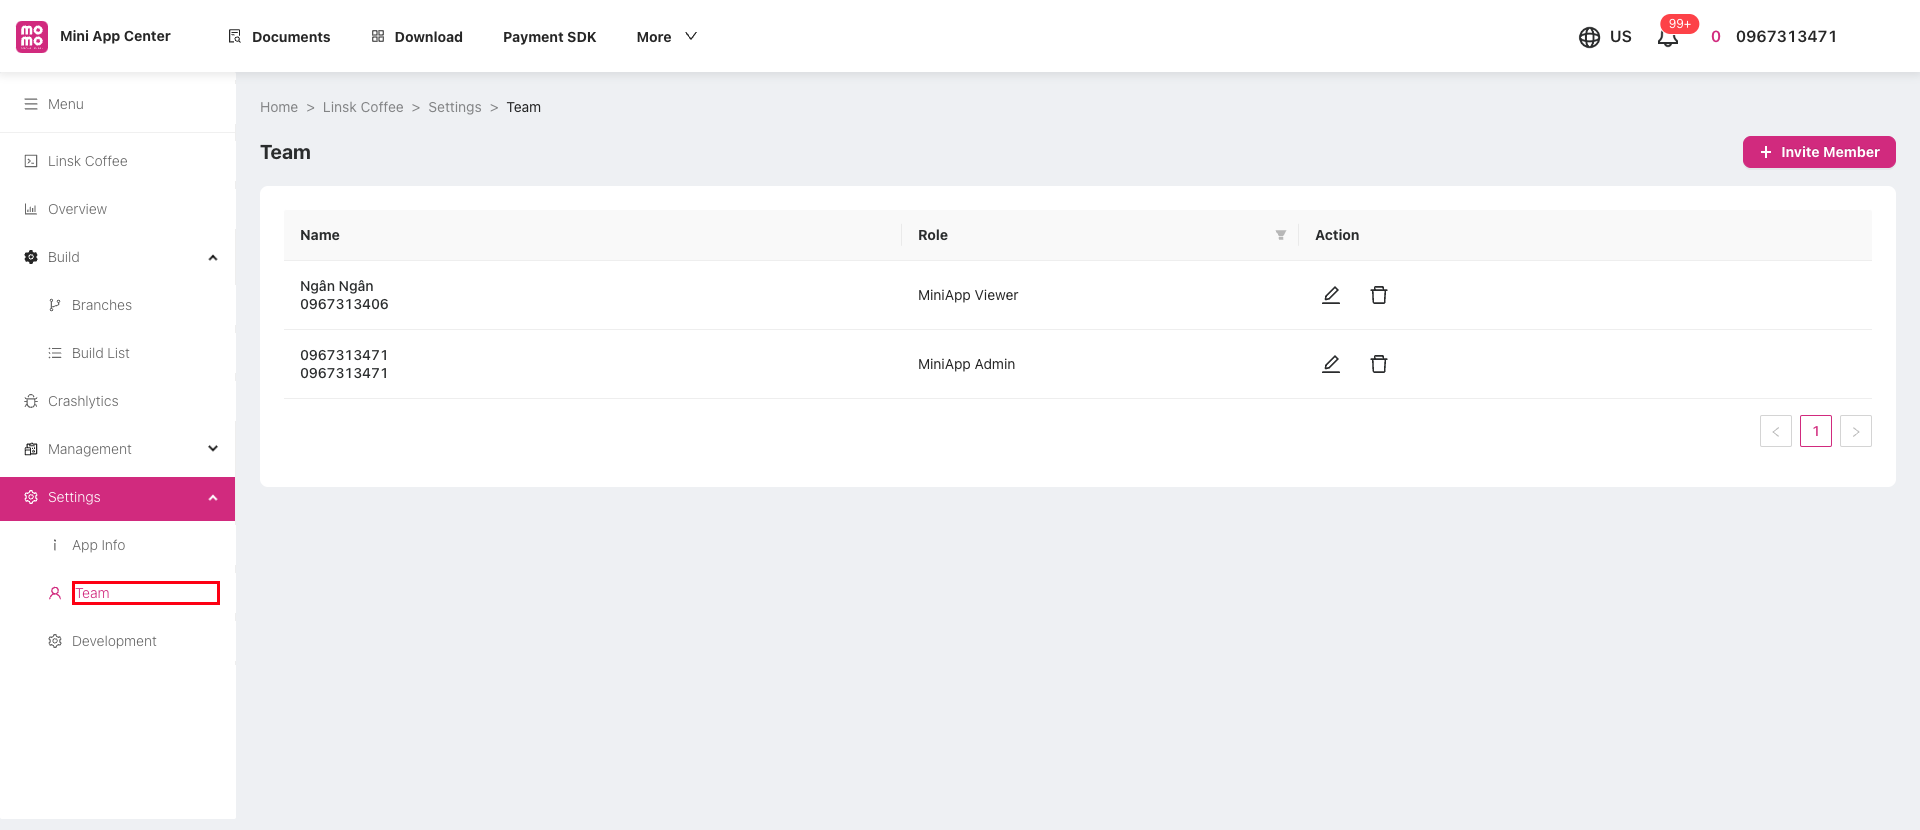 momo
Mini App Center
Documents
Download
Payment SDK
More
US
99+
0
0967313471
Menu
Linsk Coffee
Overview
Build
Branches
Build List
Crashlytics
Management
Settings
App Info
Team
Development
Home > Linsk Coffee > Settings > Team
Team
+ Invite Member
Name Role Action
Ngân Ngân
0967313406
MiniApp Viewer
0967313471
0967313471
MiniApp Admin
< 1 >